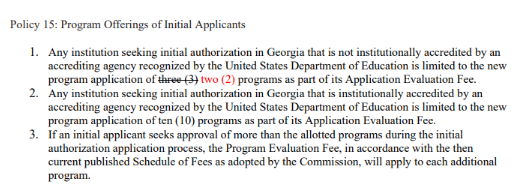 Policy 15: Program Offerings of Initial Applicants
1. Any institution seeking initial authorization in Georgia that is not institutionally accredited by an
accrediting agency recognized by the United States Department of Education is limited to the new
program application of three (3) two (2) programs as part of its Application Evaluation Fee.
2. Any institution seeking initial authorization in Georgia that is institutionally accredited by an
accrediting agency recognized by the United States Department of Education is limited to the new
program application of ten (10) programs as part of its Application Evaluation Fee.
3. If an initial applicant seeks approval of more than the allotted programs during the initial
authorization application process, the Program Evaluation Fee, in accordance with the then
current published Schedule of Fees as adopted by the Commission, will apply to each additional
program.